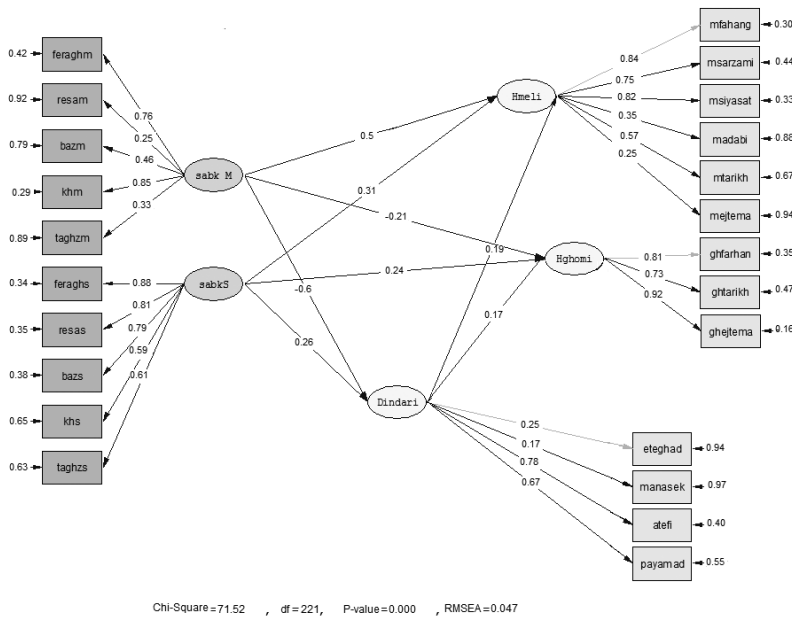 0.42 feraghm
0.92 resam
0.79 bazm
0.29 khm
0.89 taghzm
0.34 feraghs
0.35 resas
0.38 bazs
0.65 khs
0.63 taghzs
0.76
0.25
0.46
0.85
0.33
0.88
0.81
0.79
0.59
0.61
sabk M
sabkS
0.5
0.31
-0.21
0.24
-0.6
0.26
0.19
0.17
Hmeli
Hghomi
Dindari
0.84
0.75
0.82
0.35
0.57
0.25
mfahang 0.30
msarzami 0.44
msiyasat 0.33
madabi 0.88
mtarikh 0.67
mejtema 0.94
0.81
0.73
0.92
ghfarhan 0.35
ghtarikh 0.47
ghejtema 0.16
0.25
0.17
0.78
0.67
eteghad 0.94
manasek 0.97
atefi 0.40
payamad 0.55
Chi-Square=71.52 , df=221, P-value=0.000 , RMSEA=0.047